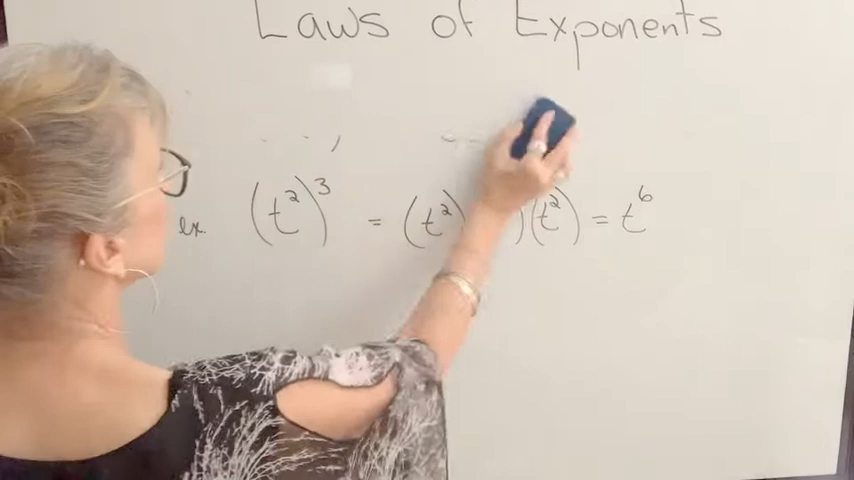 Laws of Exponents
ex. (t²)³ = (t²) )(t²) = t⁶